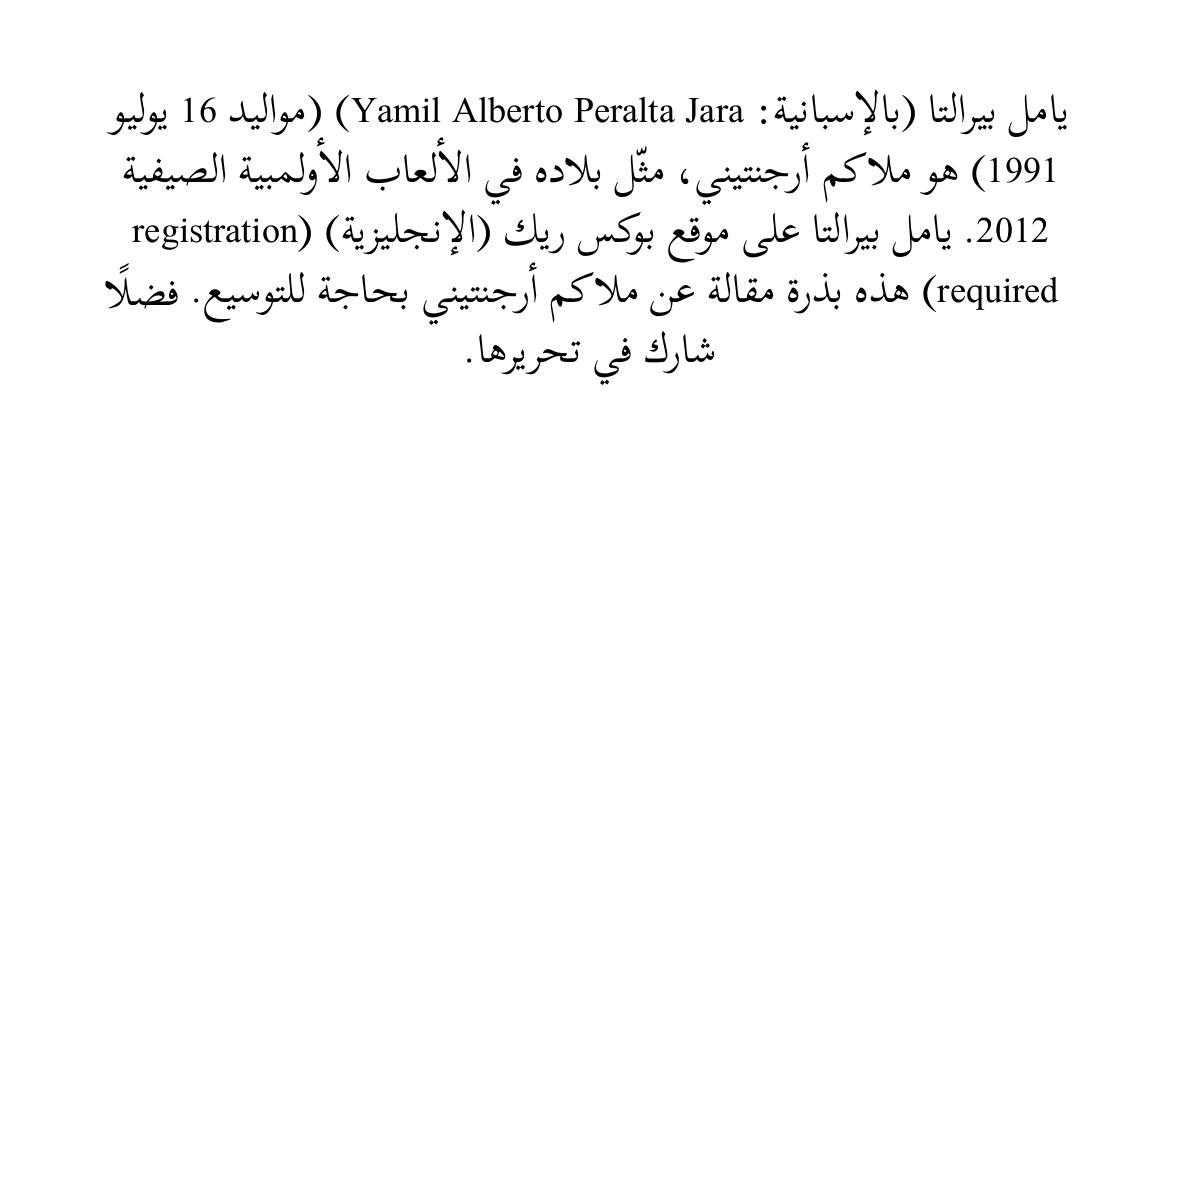 يامل بيرالتا (بالإسبانية: Yamil Alberto Peralta Jara) (مواليد 16 يوليو
1991) هو ملاكم أرجنتيني، مثّل بلاده في الألعاب الأولمبية الصيفية
2012. يامل بيرالتا على موقع بوكس ريك (الإنجليزية) (registration
required) هذه بذرة مقالة عن ملاكم أرجنتيني بحاجة للتوسيع. فضلًا
شارك في تحريرها.